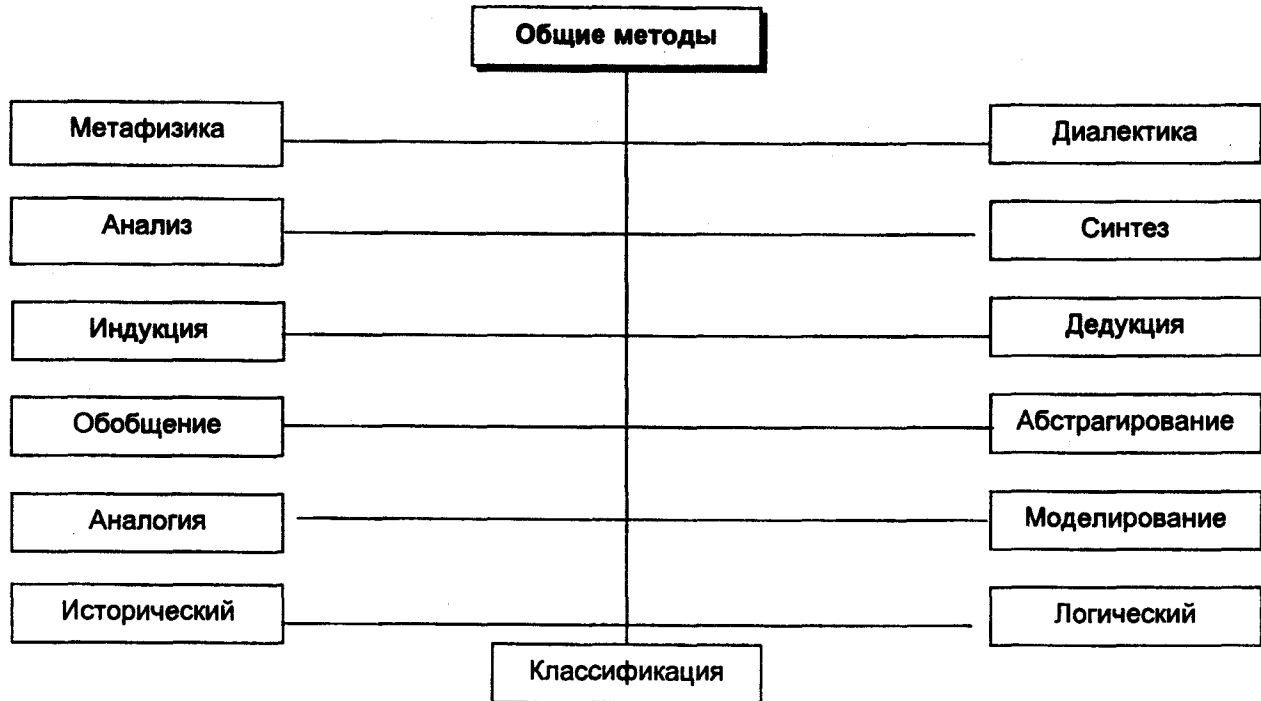 Общие методы
Метафизика
Диалектика
Анализ
Синтез
Индукция
Дедукция
Обобщение
Абстрагирование
Аналогия
Моделирование
Исторический
Логический
Классификация